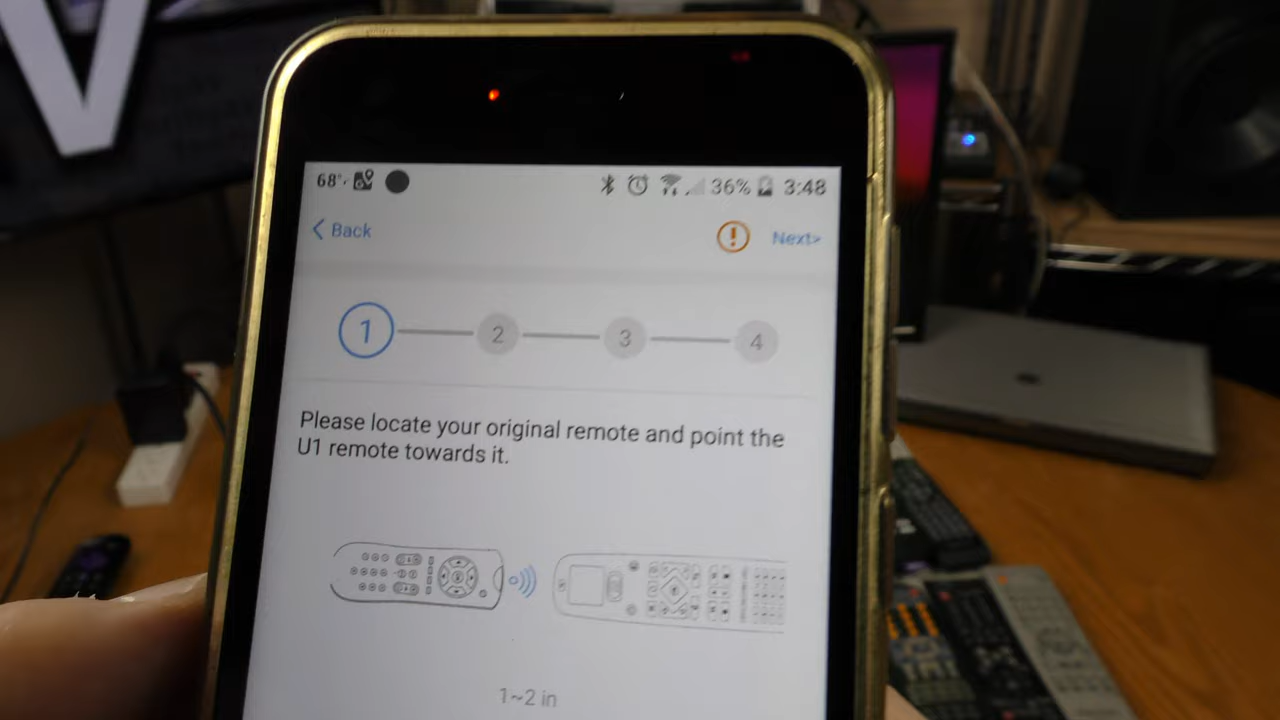 V
68°
36% 3:48
Back
Next>
1 2 3 4
Please locate your original remote and point the
U1 remote towards it.
1~2 in